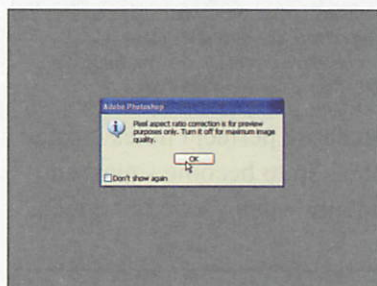 Adobe Photoshop
Pixel aspect ratio correction is for preview
purposes only. Turn it off for maximum image
quality.
OK
Don't show again